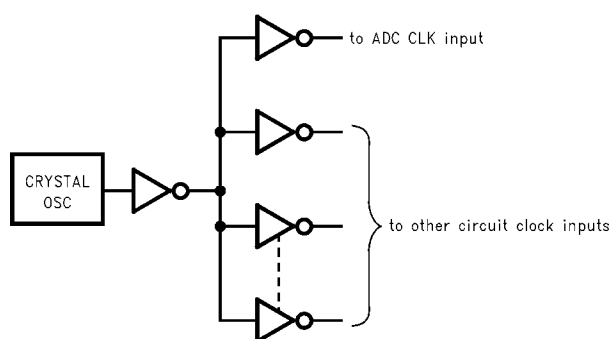 to ADC CLK input
CRYSTAL
OSC
to other circuit clock inputs